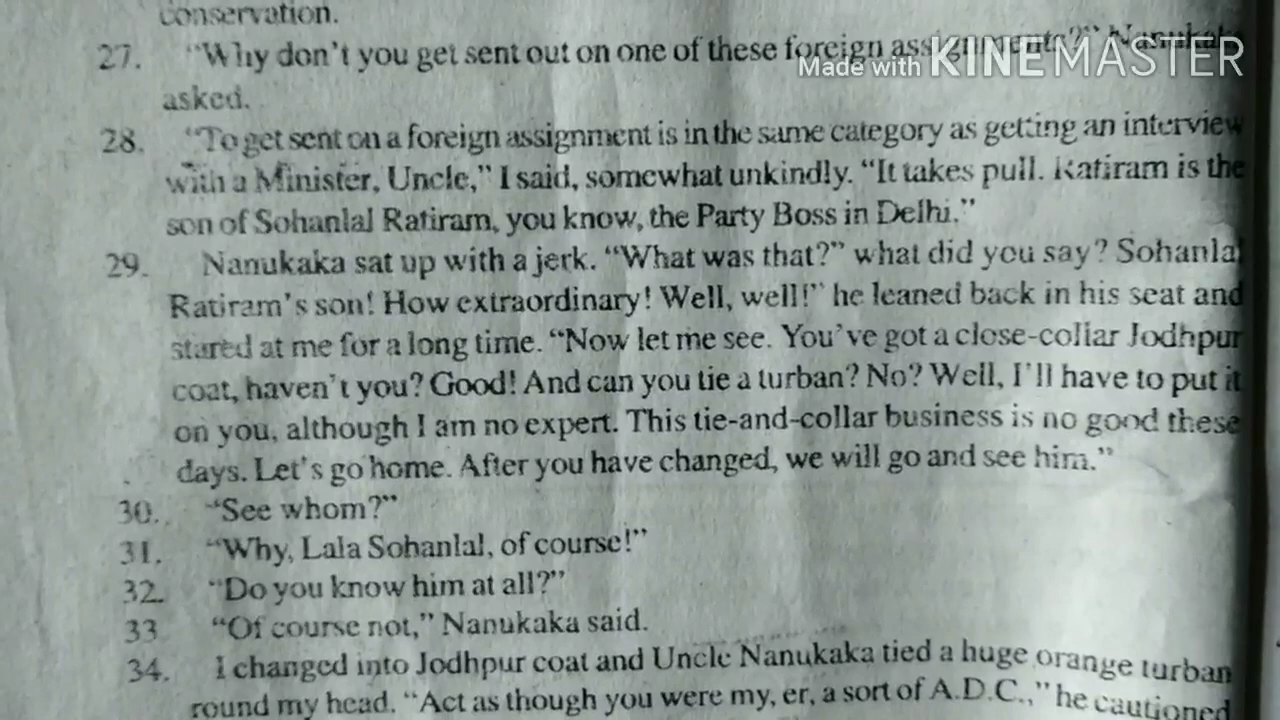 conservation.
27. "Why don't you get sent out on one of these foreign assignments?" Nanukaka
Made with KINEMASTER
asked.
28. "To get sent on a foreign assignment is in the same category as getting an interview
with a Minister, Uncle," I said, somewhat unkindly. "It takes pull. Ratiram is the
son of Sohanlal Ratiram, you know, the Party Boss in Delhi."
29. Nanukaka sat up with a jerk. "What was that?" what did you say? Sohanlal
Ratiram's son! How extraordinary! Well, well!" he leaned back in his seat and
stared at me for a long time. "Now let me see. You've got a close-collar Jodhpur
coat, haven't you? Good! And can you tie a turban? No? Well, I'll have to put it
on you, although I am no expert. This tie-and-collar business is no good these
days. Let's go home. After you have changed, we will go and see him."
30. "See whom?"
31. "Why, Lala Sohanlal, of course!"
32. "Do you know him at all?"
33 "Of course not," Nanukaka said.
34. I changed into Jodhpur coat and Uncle Nanukaka tied a huge orange turban
round my head. "Act as though you were my, er, a sort of A.D.C.," he cautioned